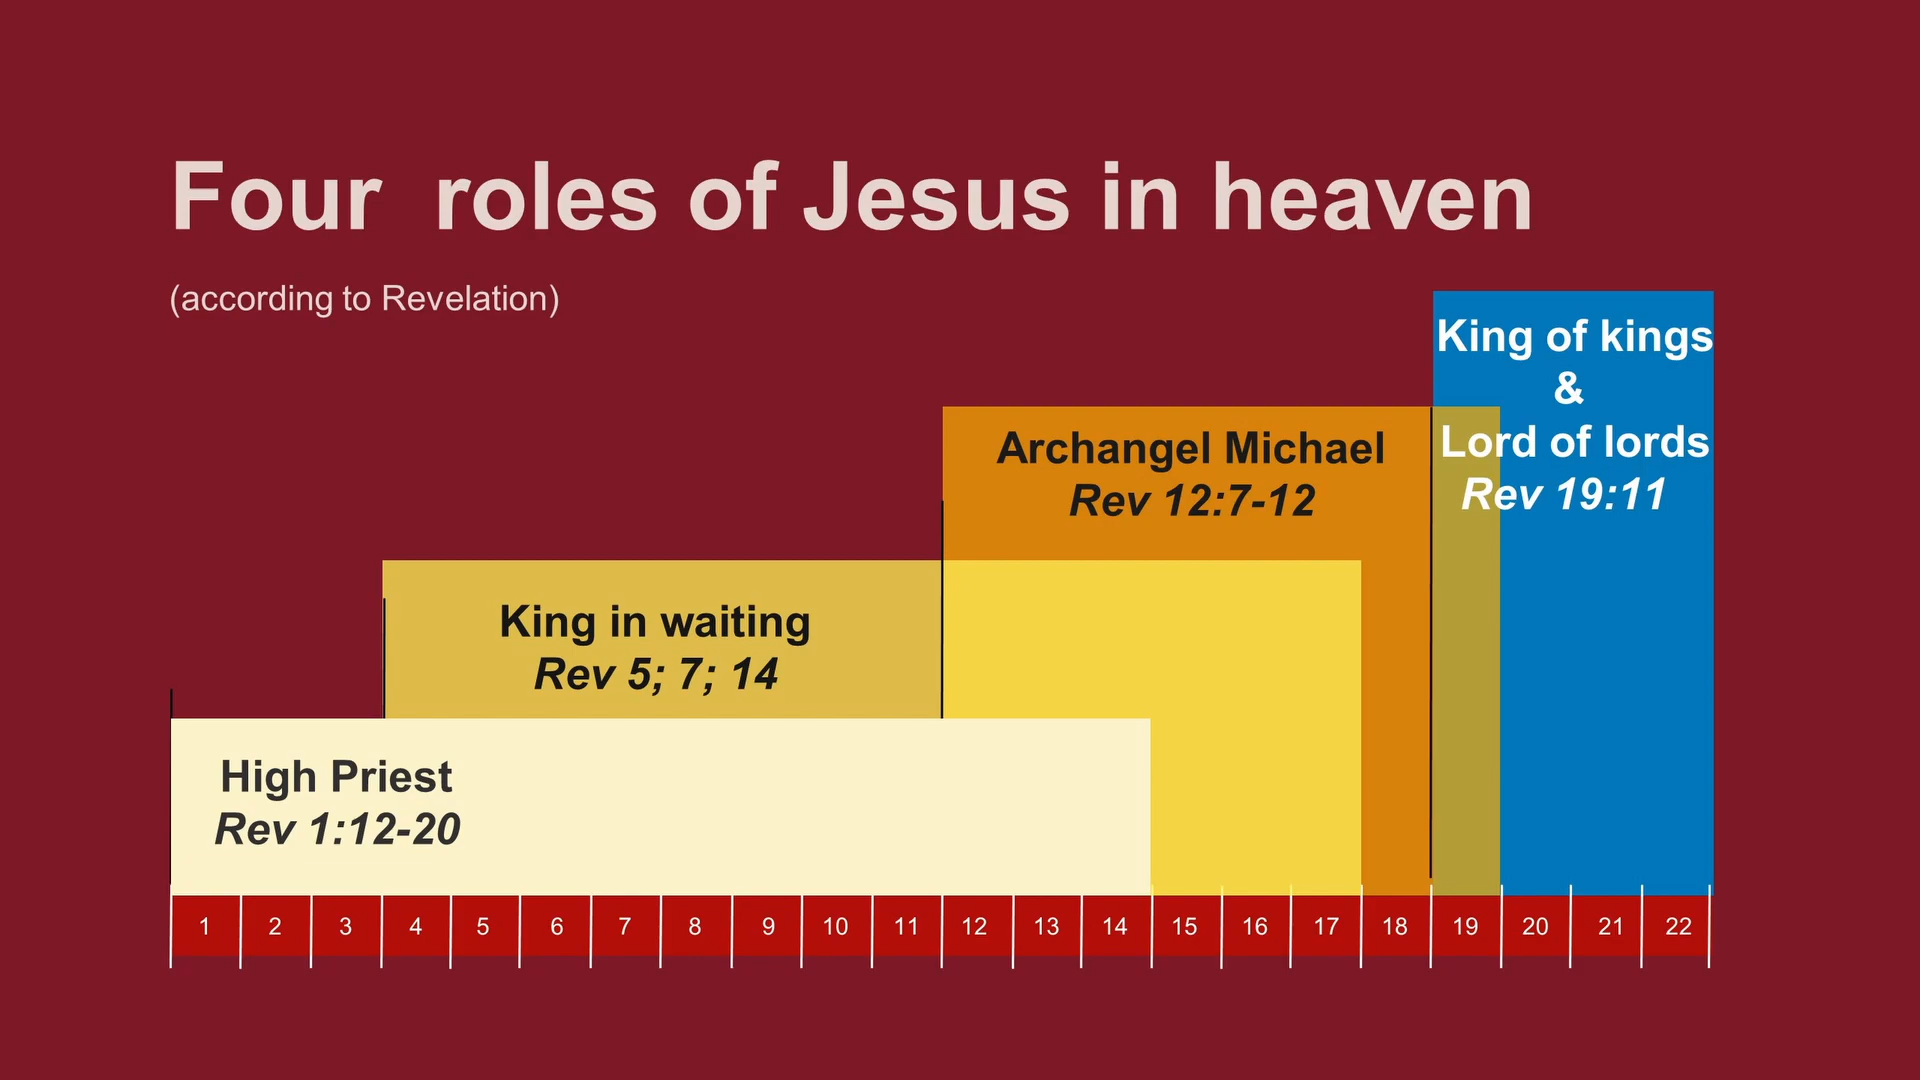 Four  roles of Jesus in heaven
(according to Revelation)
King of kings
&
Lord of lords
Rev 19:11
Archangel Michael
Rev 12:7-12
King in waiting
Rev 5; 7; 14
High Priest
Rev 1:12-20
1 2 3 4 5 6 7 8 9 10 11 12 13 14 15 16 17 18 19 20 21 22